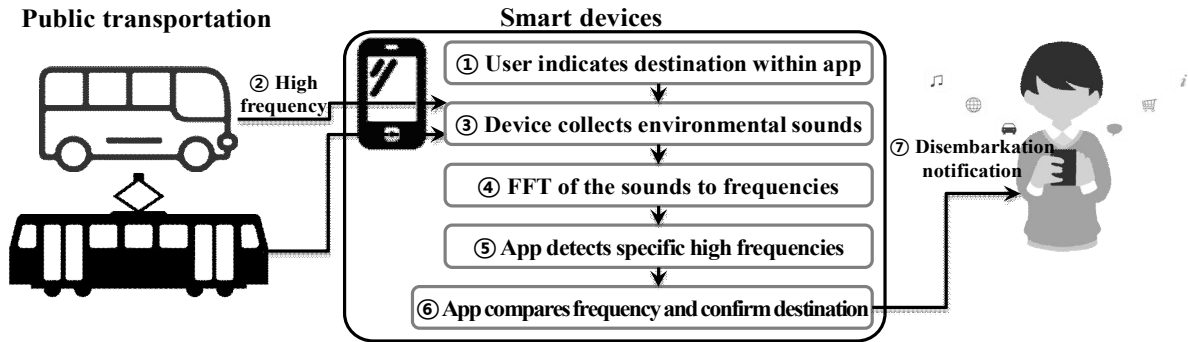 Public transportation
Smart devices
① User indicates destination within app
② High
frequency
③ Device collects environmental sounds
④ FFT of the sounds to frequencies
⑤ App detects specific high frequencies
⑥ App compares frequency and confirm destination
⑦ Disembarkation
notification
i